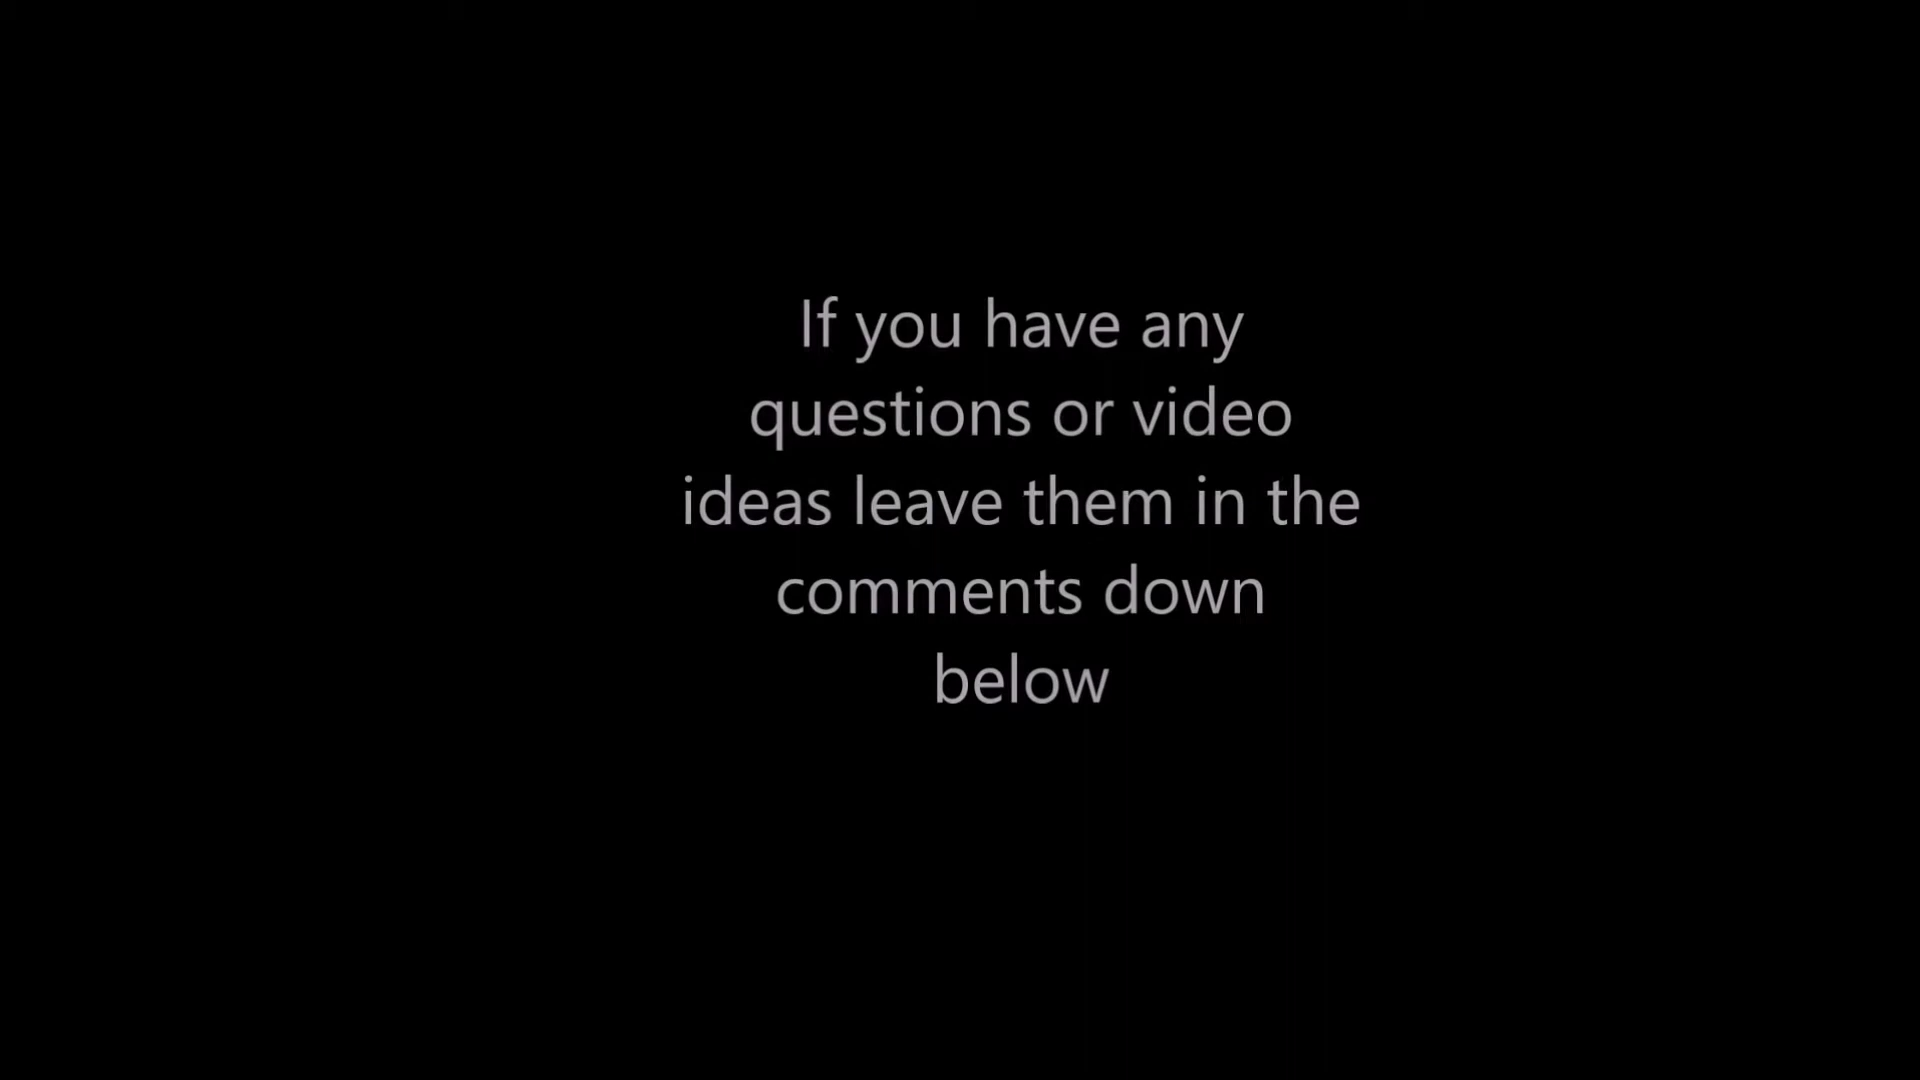 If you have any
questions or video
ideas leave them in the
comments down
below